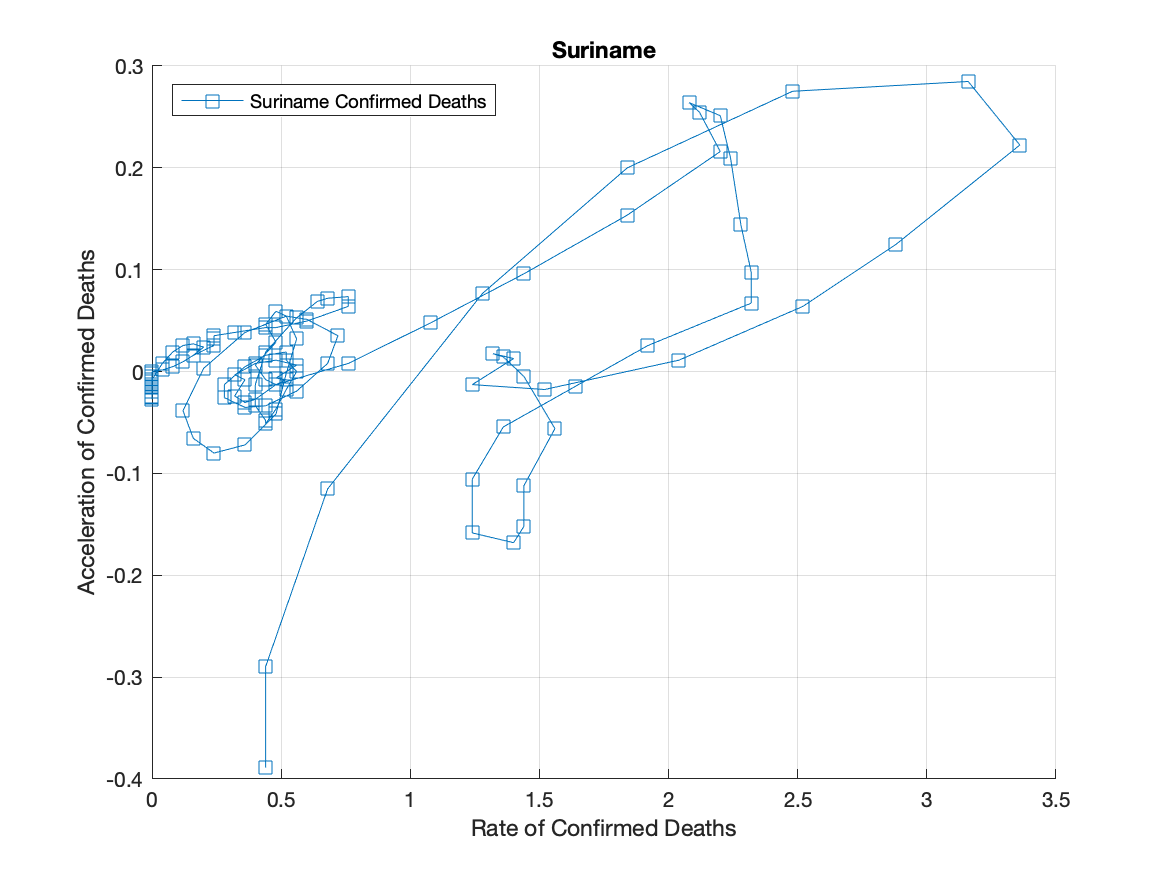 Suriname
Suriname Confirmed Deaths
0.3
0.2
0.1
0
-0.1
-0.2
-0.3
-0.4
Acceleration of Confirmed Deaths
0 0.5 1 1.5 2 2.5 3 3.5
Rate of Confirmed Deaths